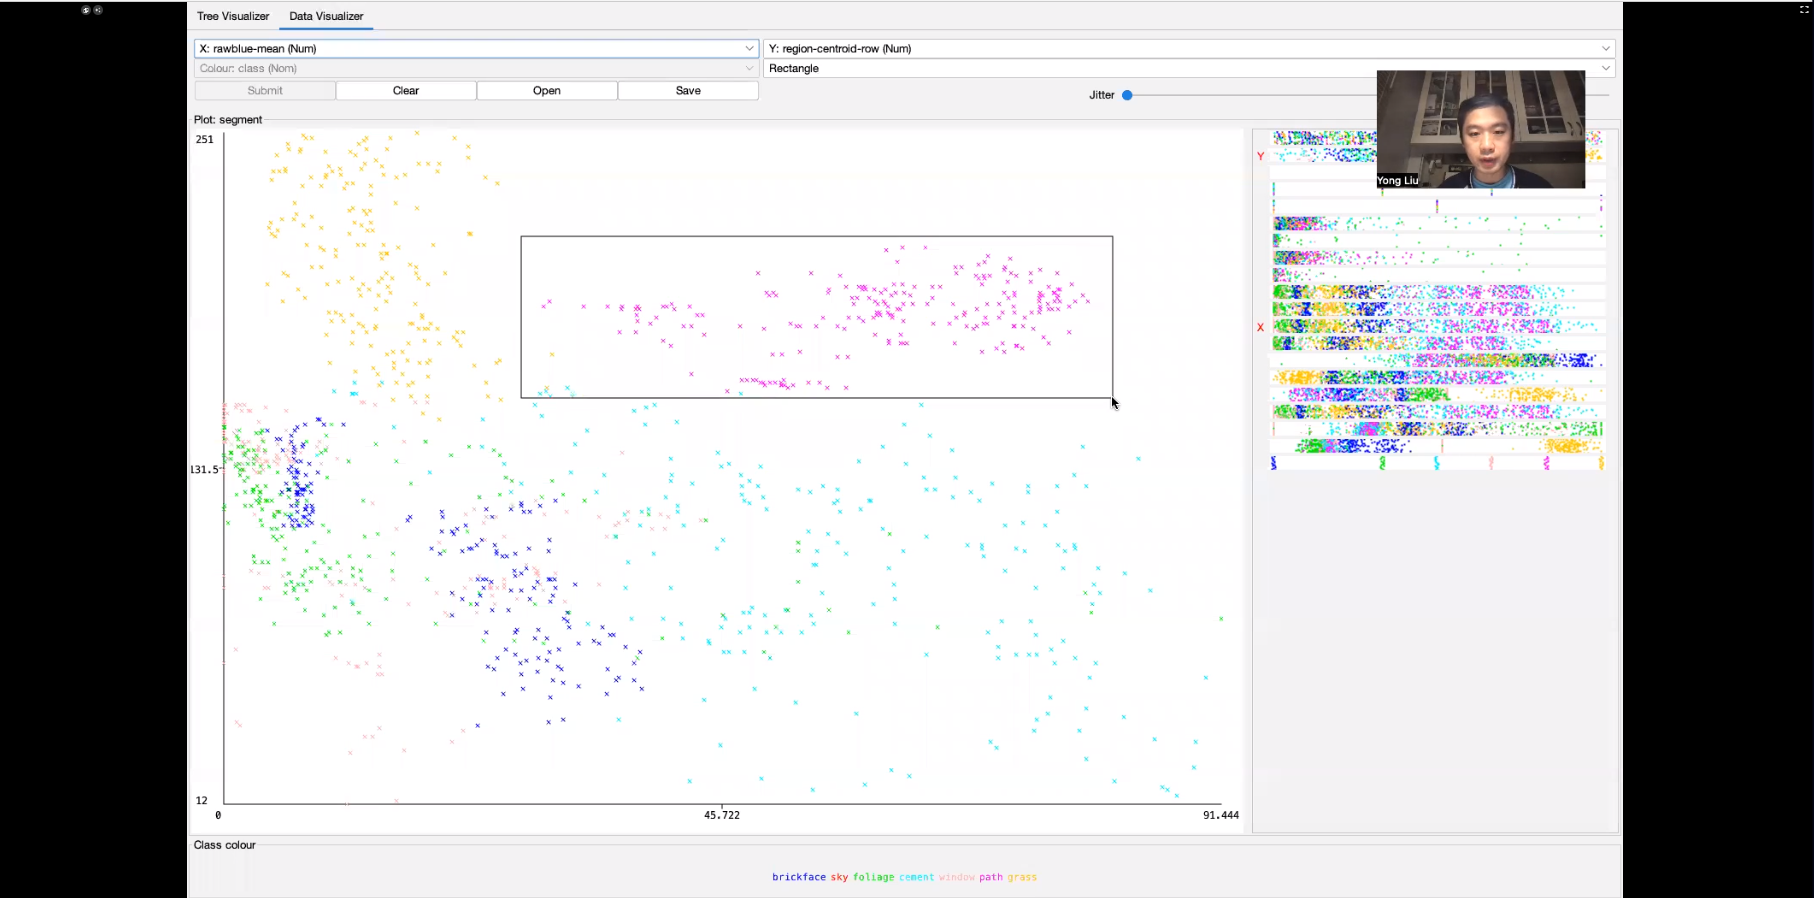 Tree Visualizer Data Visualizer
X: rawblue-mean (Num) Y: region-centroid-row (Num)
Colour: class (Nom) Rectangle
Submit Clear Open Save Jitter
Plot: segment
251
Y
Yong Liu
X
131.5
12
0 45.722 91.444
Class colour
brickface sky foliage cement window path grass